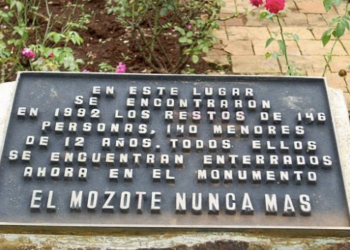 EN ESTE LUGAR
SE ENCONTRARON
EN 1992 LOS RESTOS DE 146
PERSONAS, 140 MENORES
DE 12 AÑOS. TODOS ELLOS
SE ENCUENTRAN ENTERRADOS
AHORA EN EL MONUMENTO
EL MOZOTE NUNCA MAS